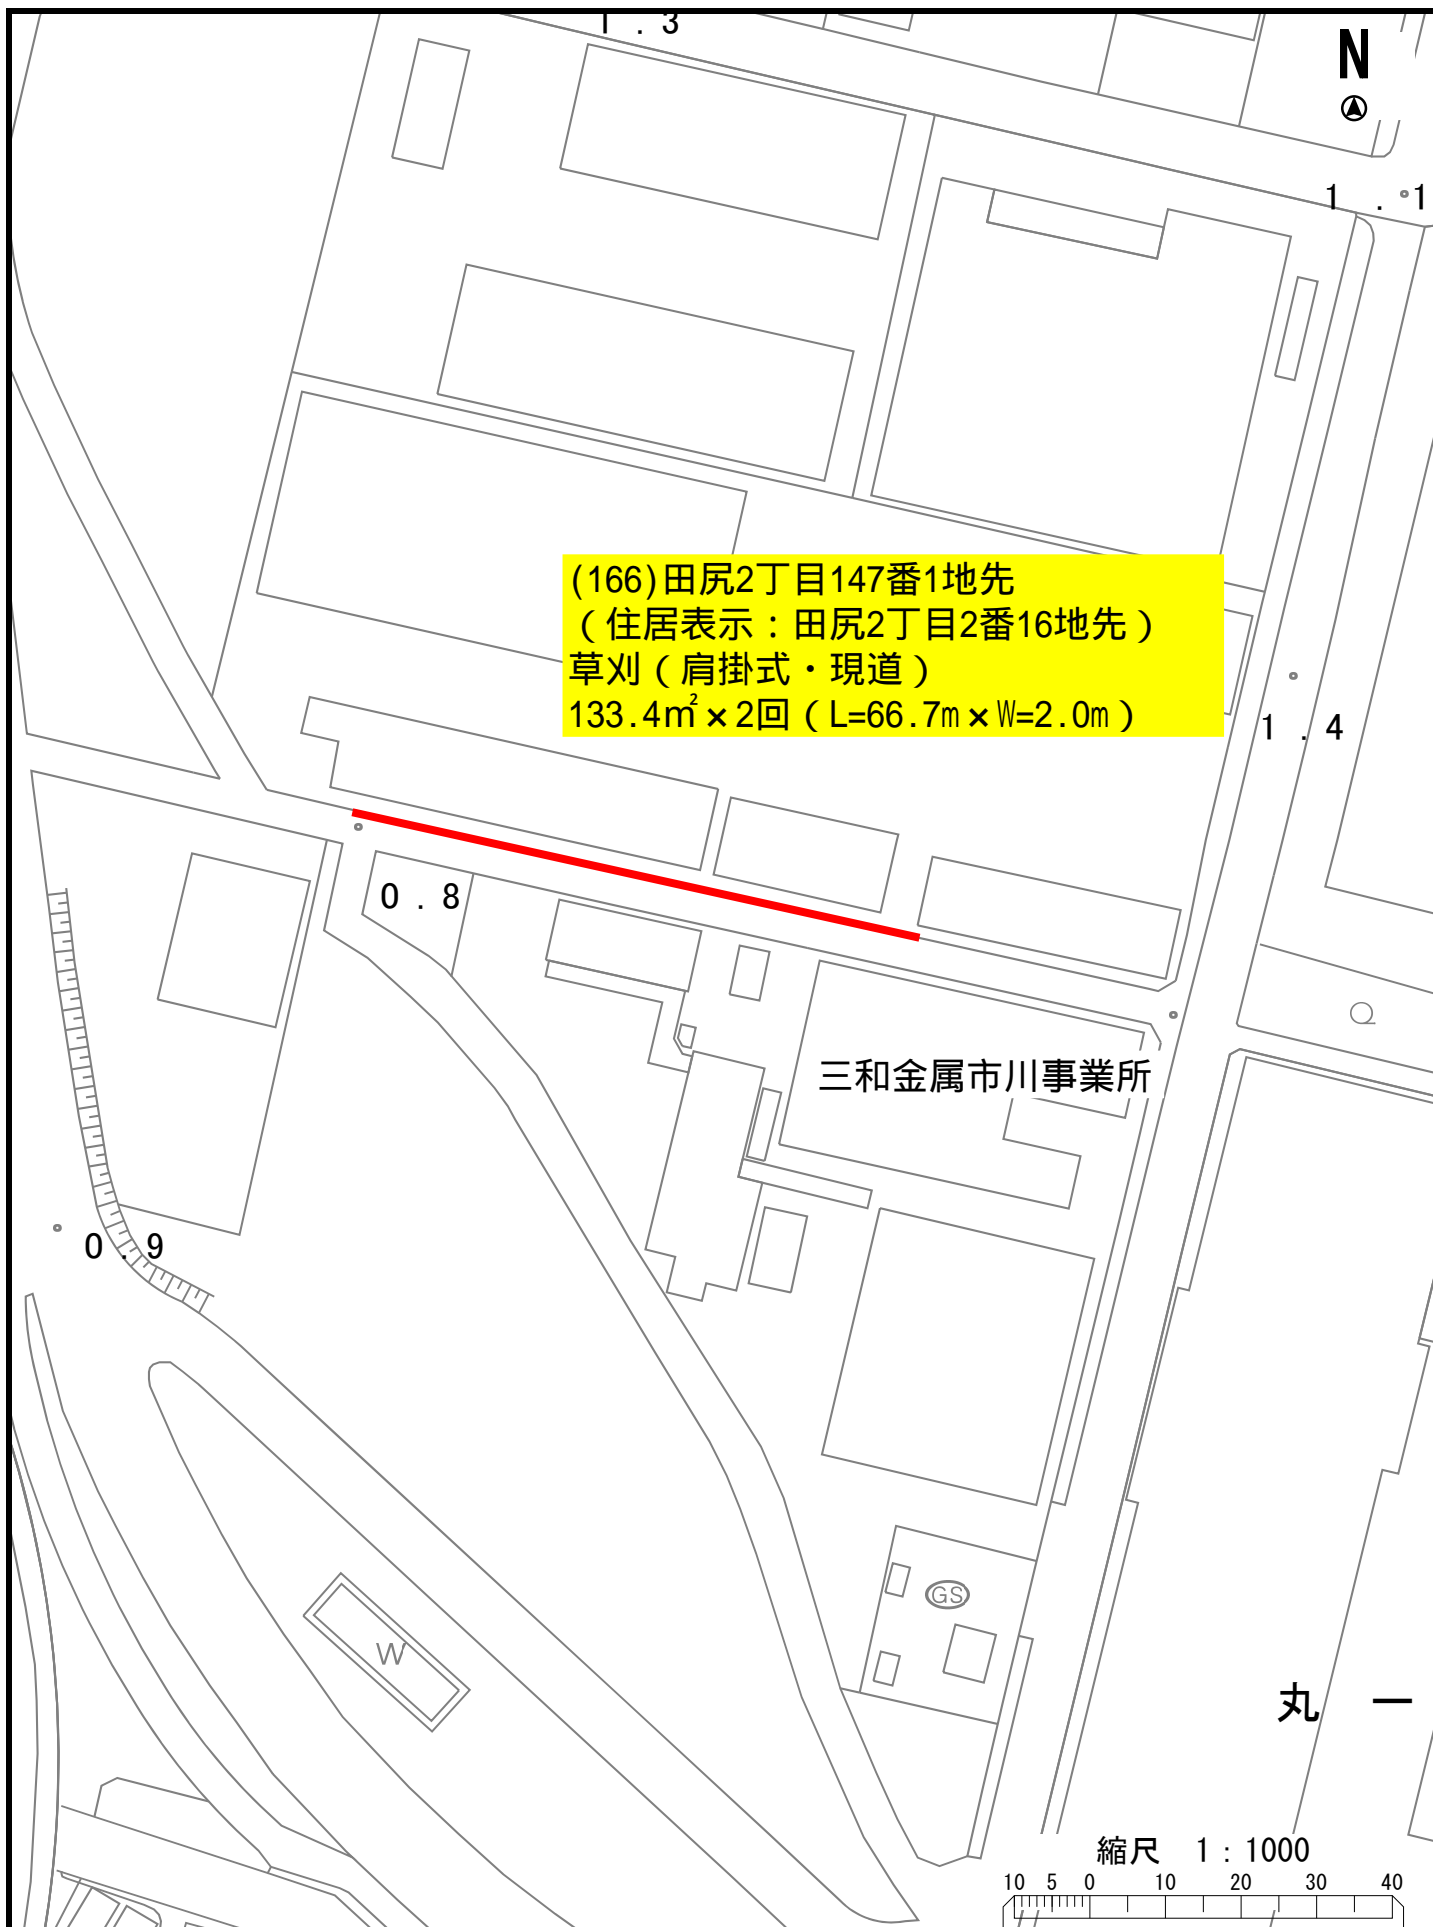 1.3
N
1.1
(166)田尻2丁目147番1地先
（住居表示：田尻2丁目2番16地先）
草刈（肩掛式・現道）
133.4㎡×2回（L=66.7m×W=2.0m）
1.4
0.8
三和金属市川事業所
0.9
GS
W
丸一
縮尺 1:1000
10 5 0 10 20 30 40